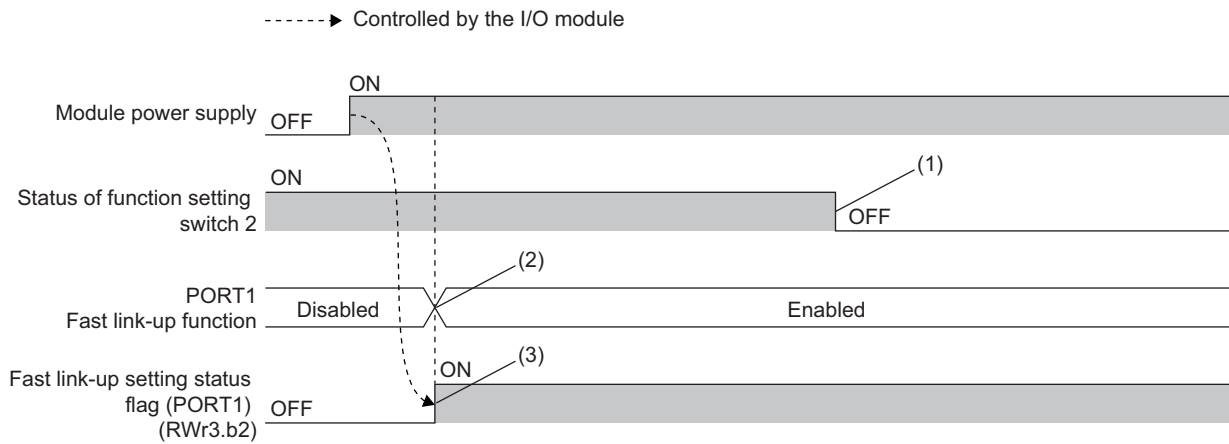 Controlled by the I/O module
ON
Module power supply
OFF
ON
(1)
Status of function setting
switch 2
OFF
(2)
PORT1
Fast link-up function
Disabled
Enabled
(3)
Fast link-up setting status
flag (PORT1)
(RWr3.b2)
ON
OFF